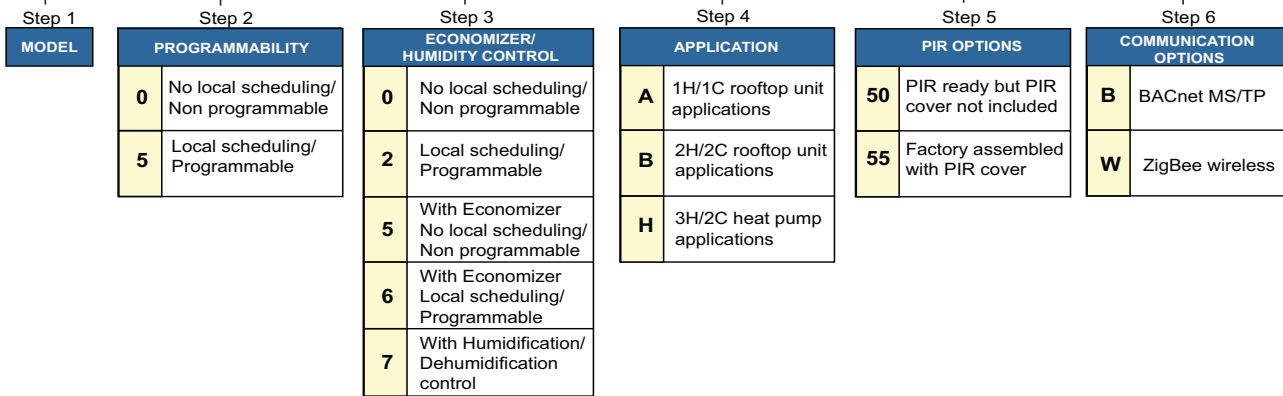 Step 1
MODEL
Step 2
PROGRAMMABILITY
0
No local scheduling/
Non programmable
5
Local scheduling/
Programmable
Step 3
ECONOMIZER/
HUMIDITY CONTROL
0
No local scheduling/
Non programmable
2
Local scheduling/
Programmable
5
With Economizer
No local scheduling/
Non programmable
6
With Economizer
Local scheduling/
Programmable
7
With Humidification/
Dehumidification
control
Step 4
APPLICATION
A
1H/1C rooftop unit
applications
B
2H/2C rooftop unit
applications
H
3H/2C heat pump
applications
Step 5
PIR OPTIONS
50
PIR ready but PIR
cover not included
55
Factory assembled
with PIR cover
Step 6
COMMUNICATION
OPTIONS
B
BACnet MS/TP
W
ZigBee wireless